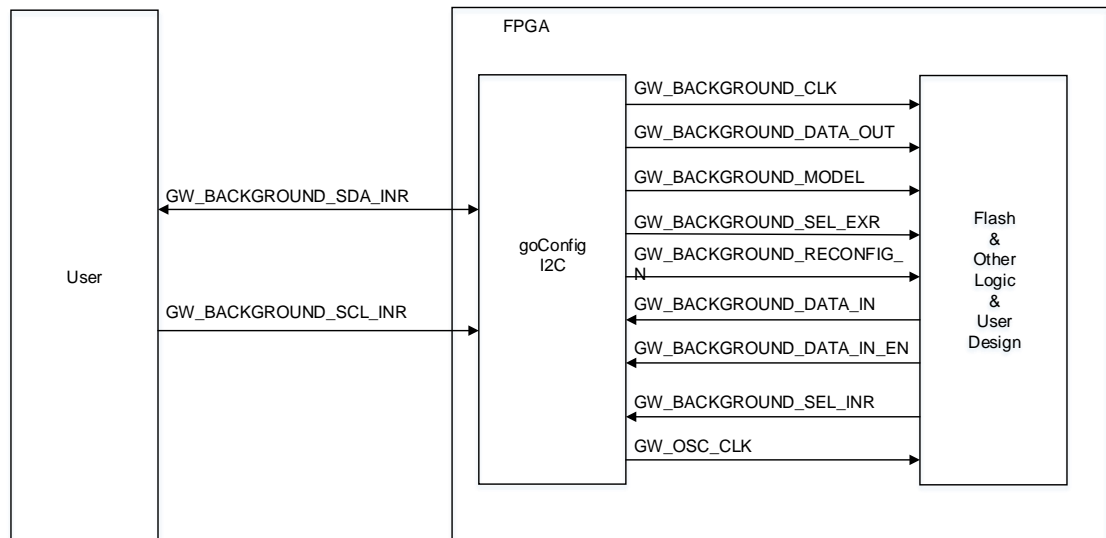 FPGA
User
GW_BACKGROUND_SDA_INR
GW_BACKGROUND_SCL_INR
goConfig
I2C
GW_BACKGROUND_CLK
GW_BACKGROUND_DATA_OUT
GW_BACKGROUND_MODEL
GW_BACKGROUND_SEL_EXR
GW_BACKGROUND_RECONFIG_
N
GW_BACKGROUND_DATA_IN
GW_BACKGROUND_DATA_IN_EN
GW_BACKGROUND_SEL_INR
GW_OSC_CLK
Flash
&
Other
Logic
&
User
Design